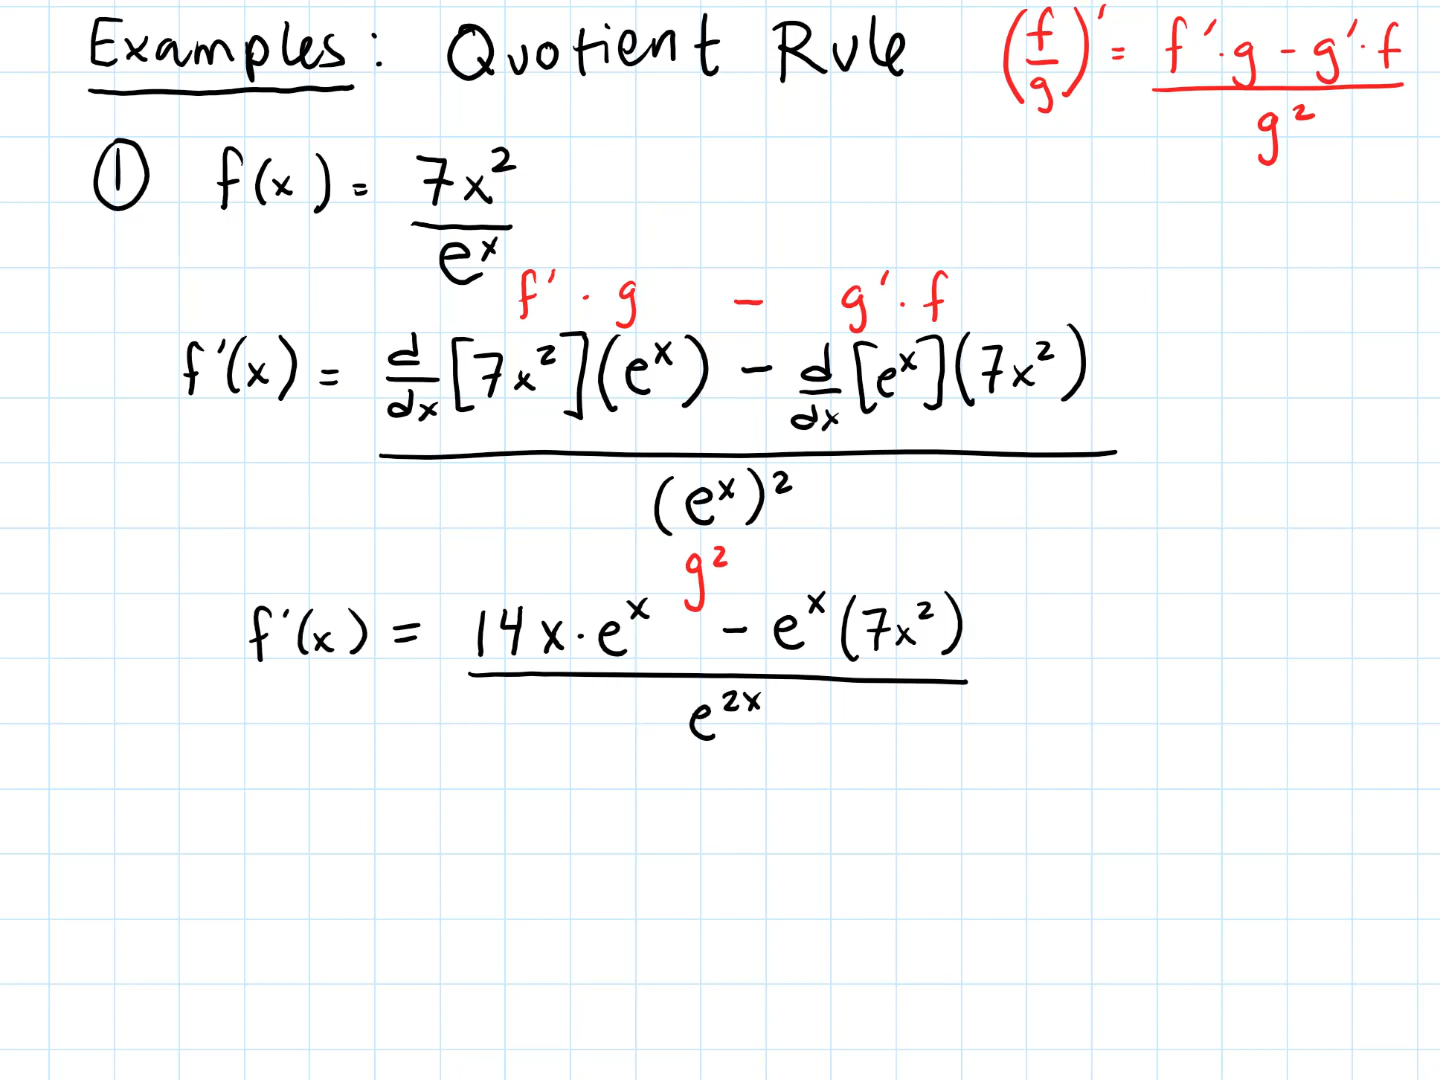 Examples: Quotient Rule (f/g)' = (f'·g - g'·f)/g²
① f(x) = 7x²/eˣ
f'·g - g'·f
f'(x) = (d/dx[7x²](eˣ) - d/dx[eˣ](7x²))/(eˣ)²
g²
f'(x) = (14x·eˣ - eˣ(7x²))/e²ˣ